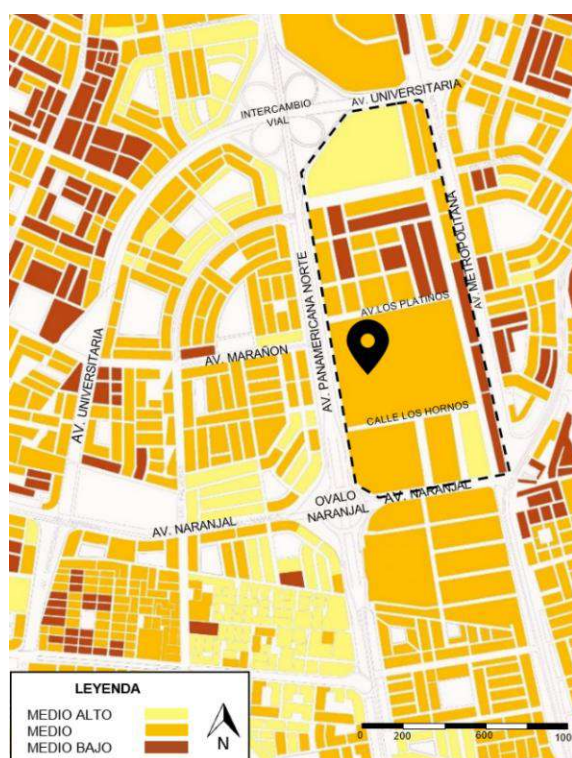 AV. UNIVERSITARIA
INTERCAMBIO
VIAL
AV. PANAMERICANA NORTE
AV. METROPOLITANA
AV.LOS PLATINOS
AV. MARAÑON
AV. UNIVERSITARIA
CALLE LOS HORNOS
OVALO
NARANJAL
AV. NARANJAL
AV. NARANJAL
LEYENDA
MEDIO ALTO
MEDIO
MEDIO BAJO
N
0 200 600 100